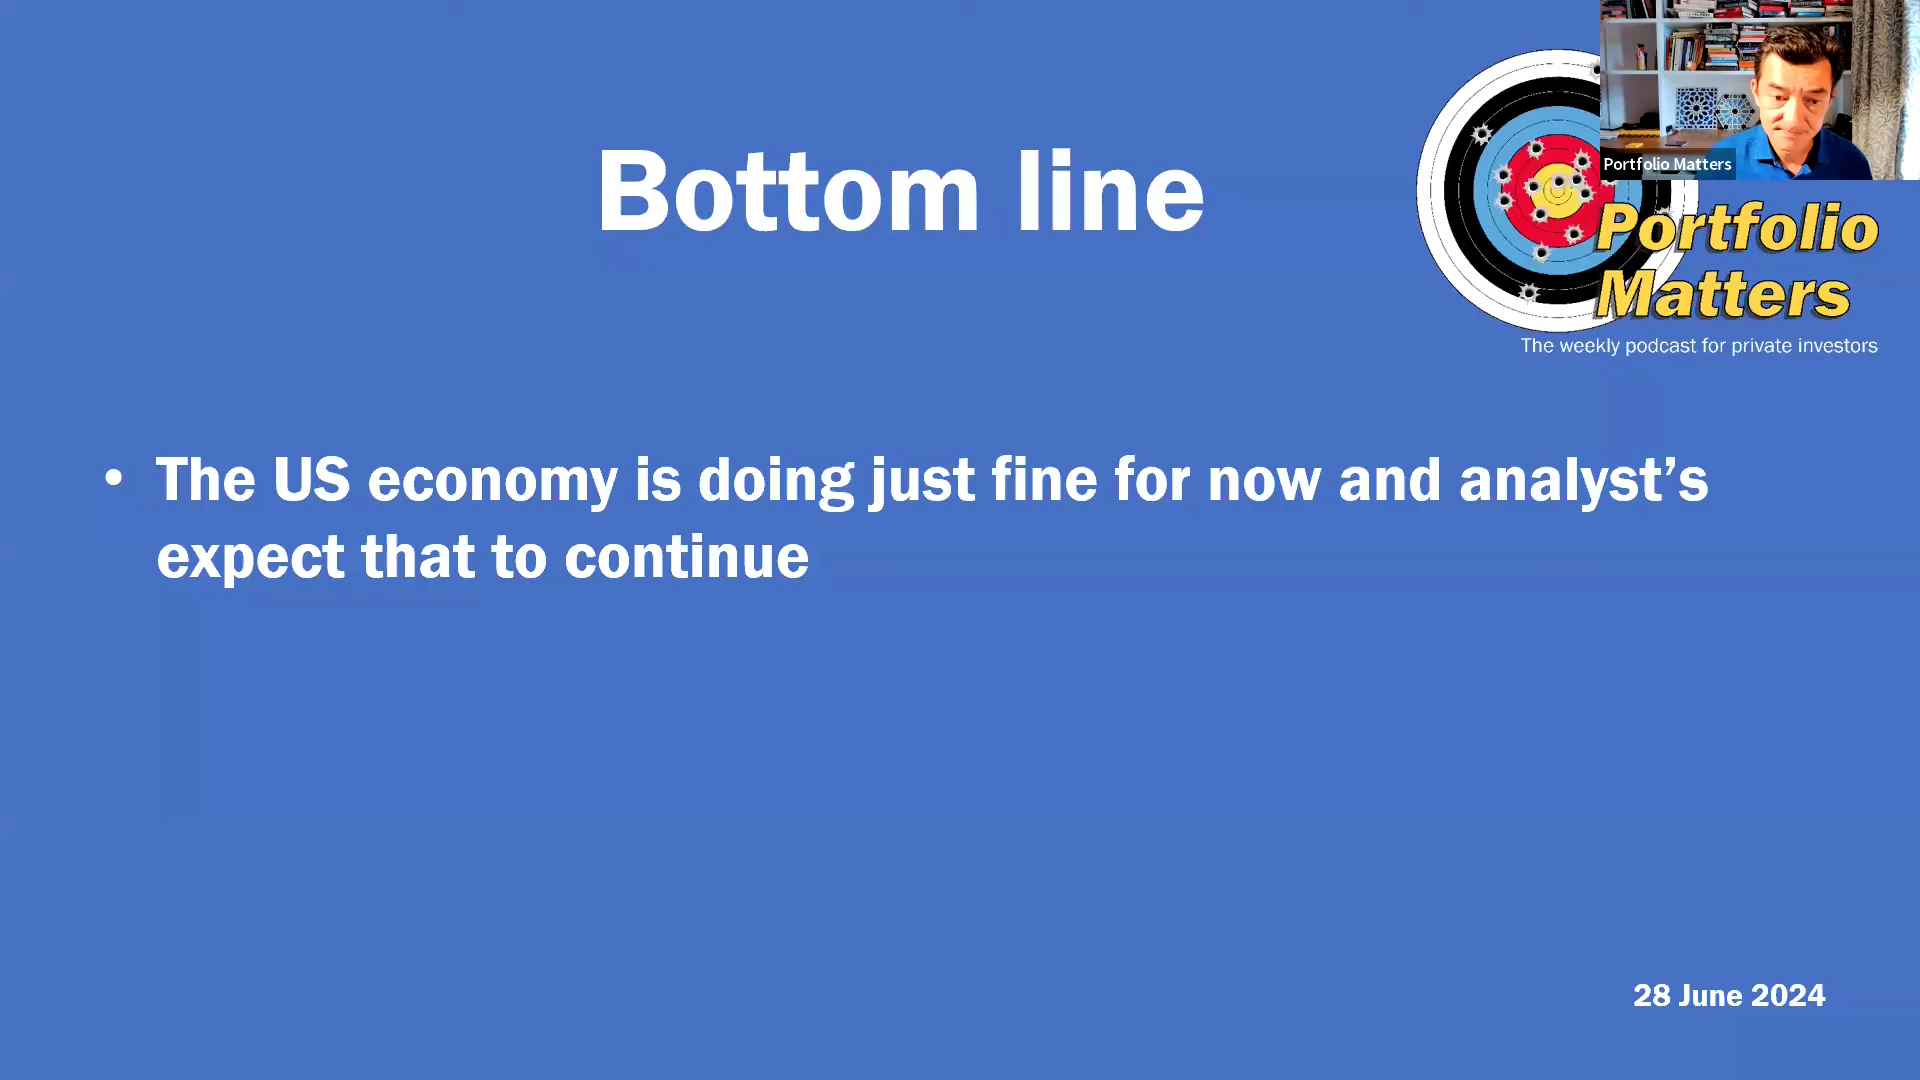 Bottom line
Portfolio Matters
Portfolio
Matters
The weekly podcast for private investors
• The US economy is doing just fine for now and analyst’s
expect that to continue
28 June 2024